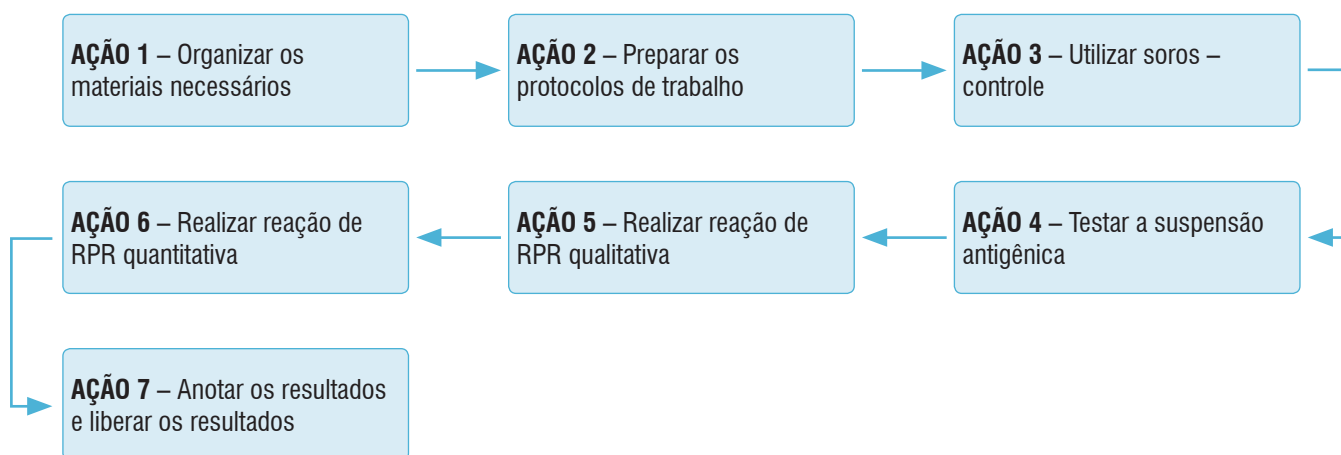 AÇÃO 1 – Organizar os
materiais necessários
AÇÃO 2 – Preparar os
protocolos de trabalho
AÇÃO 3 – Utilizar soros –
controle
AÇÃO 4 – Testar a suspensão
antigênica
AÇÃO 5 – Realizar reação de
RPR qualitativa
AÇÃO 6 – Realizar reação de
RPR quantitativa
AÇÃO 7 – Anotar os resultados
e liberar os resultados